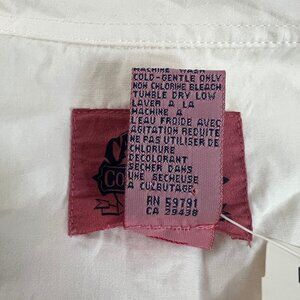 MACHINE WASH
COLD-GENTLE ONLY
NON CHLORINE BLEACH
TUMBLE DRY LOW
LAVER A LA
MACHINE A
L'EAU FROIDE AVEC
AGITATION REDUITE
NE PAS UTILISER DE
CHLORURE
DECOLORANT
SECHER DANS
UNE SECHEUSE
A CULBUTAGE.
RN 59791
CA 29438